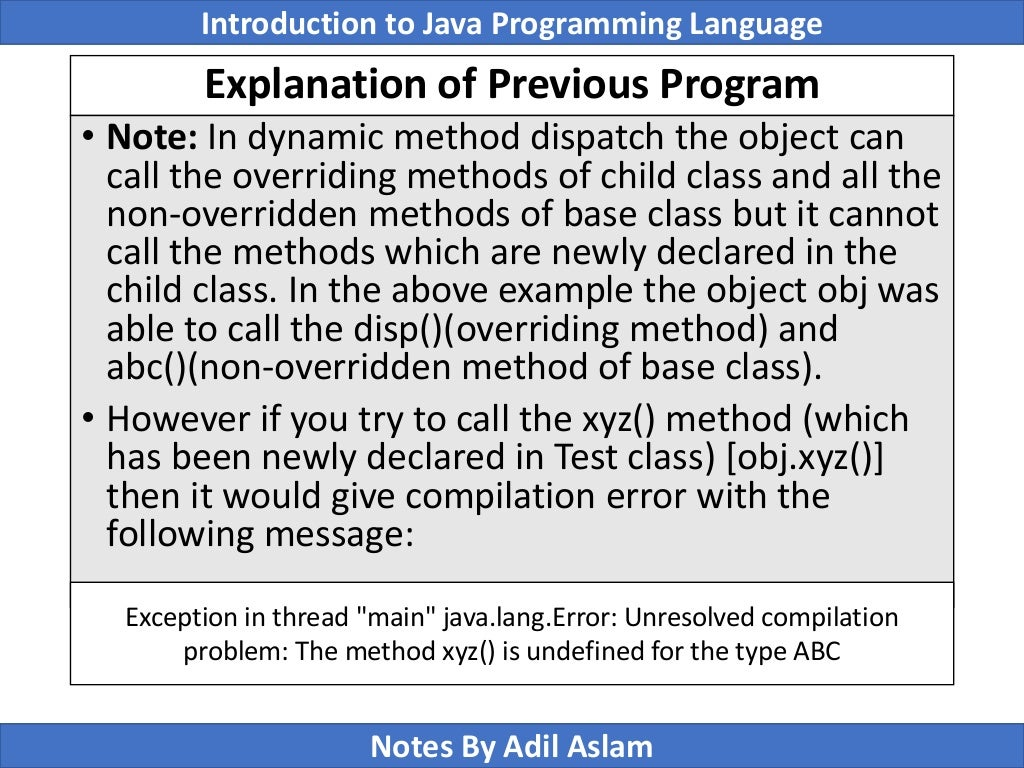 Introduction to Java Programming Language
Explanation of Previous Program
• Note: In dynamic method dispatch the object can
call the overriding methods of child class and all the
non-overridden methods of base class but it cannot
call the methods which are newly declared in the
child class. In the above example the object obj was
able to call the disp()(overriding method) and
abc()(non-overridden method of base class).
• However if you try to call the xyz() method (which
has been newly declared in Test class) [obj.xyz()]
then it would give compilation error with the
following message:
Exception in thread "main" java.lang.Error: Unresolved compilation
problem: The method xyz() is undefined for the type ABC
Notes By Adil Aslam